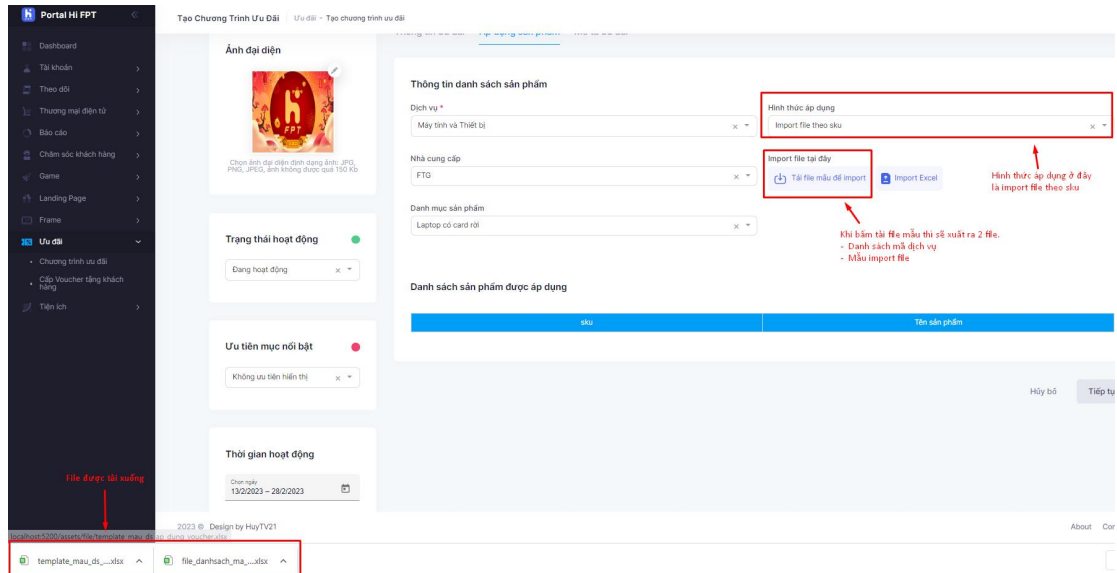 Portal Hi FPT
Tạo Chương Trình Ưu Đãi
Ưu đãi - Tạo chương trình ưu đãi
Dashboard
Tài khoản
Theo dõi
Thương mại điện tử
Báo cáo
Chăm sóc khách hàng
Game
Landing Page
Frame
Ưu đãi
Chương trình ưu đãi
Cấp Voucher tặng khách
hàng
Tiện ích
Ảnh đại diện
h
FPT
Chọn ảnh đại diện định dạng ảnh: JPG,
PNG, JPEG, ảnh không được quá 150 Kb
Trạng thái hoạt động
Đang hoạt động
Ưu tiên mục nổi bật
Không ưu tiên hiển thị
Thời gian hoạt động
Chọn ngày
13/2/2023 – 28/2/2023
Thông tin danh sách sản phẩm
Dịch vụ *
Máy tính và Thiết bị
Hình thức áp dụng
Import file theo sku
Nhà cung cấp
FTG
Import file tại đây
Tải file mẫu để import
Import Excel
Hình thức áp dụng ở đây
là import file theo sku
Danh mục sản phẩm
Laptop có card rời
Khi bấm tải file mẫu thì sẽ xuất ra 2 file.
- Danh sách mã dịch vụ
- Mẫu import file
Danh sách sản phẩm được áp dụng
sku
Tên sản phẩm
Hủy bỏ
Tiếp tụ
File được tải xuống
2023 © Design by HuyTV21
About
localhost:5200/assets/file/template_mau_ds_ap_dung_voucher.xlsx
template_mau_ds_....xlsx
file_danhsach_ma_....xlsx